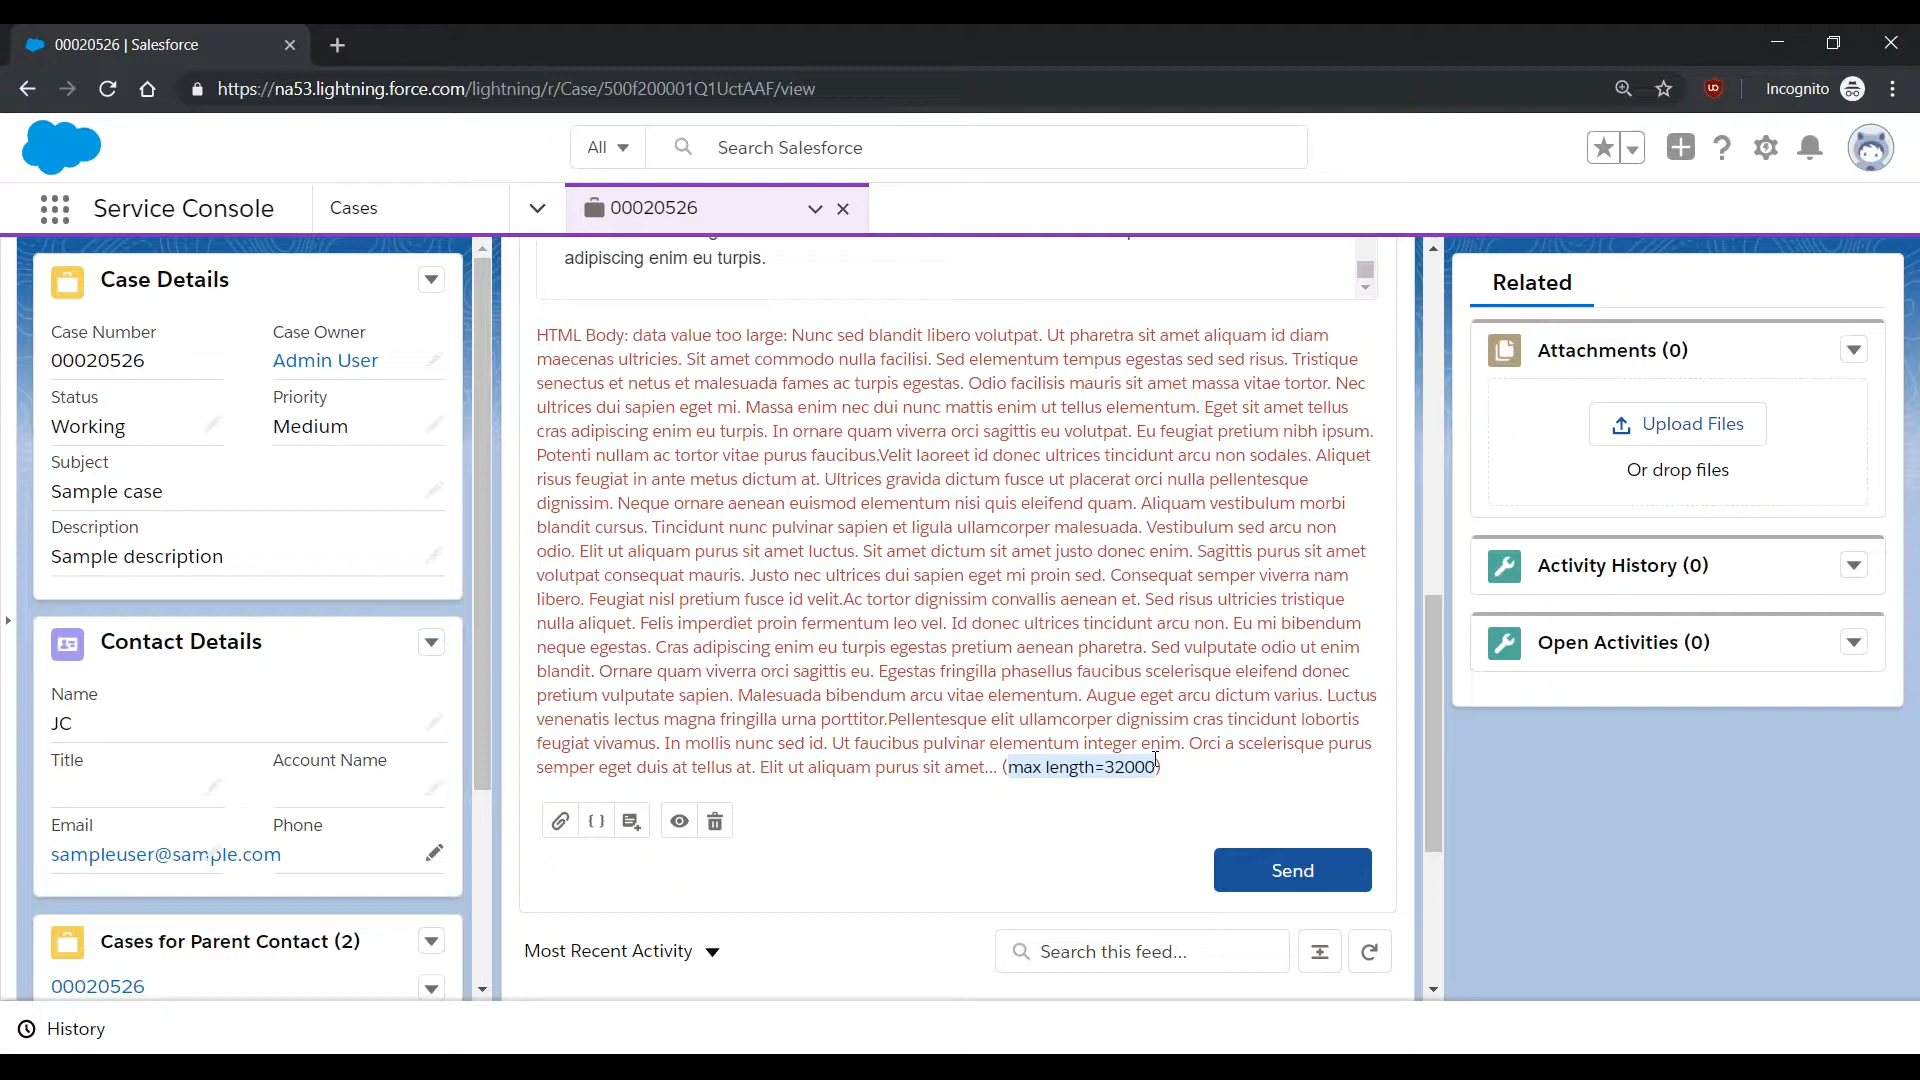 00020526 | Salesforce
https://na53.lightning.force.com/lightning/r/Case/500f200001Q1UctAAF/view
Incognito
All
Search Salesforce
Service Console
Cases
00020526
Case Details
Case Number
00020526
Case Owner
Admin User
Status
Working
Priority
Medium
Subject
Sample case
Description
Sample description
Contact Details
Name
JC
Title
Account Name
Email
sampleuser@sample.com
Phone
Cases for Parent Contact (2)
00020526
adipiscing enim eu turpis.
HTML Body: data value too large: Nunc sed blandit libero volutpat. Ut pharetra sit amet aliquam id diam
maecenas ultricies. Sit amet commodo nulla facilisi. Sed elementum tempus egestas sed sed risus. Tristique
senectus et netus et malesuada fames ac turpis egestas. Odio facilisis mauris sit amet massa vitae tortor. Nec
ultrices dui sapien eget mi. Massa enim nec dui nunc mattis enim ut tellus elementum. Eget sit amet tellus
cras adipiscing enim eu turpis. In ornare quam viverra orci sagittis eu volutpat. Eu feugiat pretium nibh ipsum.
Potenti nullam ac tortor vitae purus faucibus.Velit laoreet id donec ultrices tincidunt arcu non sodales. Aliquet
risus feugiat in ante metus dictum at. Ultrices gravida dictum fusce ut placerat orci nulla pellentesque
dignissim. Neque ornare aenean euismod elementum nisi quis eleifend quam. Aliquam vestibulum morbi
blandit cursus. Tincidunt nunc pulvinar sapien et ligula ullamcorper malesuada. Vestibulum sed arcu non
odio. Elit ut aliquam purus sit amet luctus. Sit amet dictum sit amet justo donec enim. Sagittis purus sit amet
volutpat consequat mauris. Justo nec ultrices dui sapien eget mi proin sed. Consequat semper viverra nam
libero. Feugiat nisl pretium fusce id velit.Ac tortor dignissim convallis aenean et. Sed risus ultricies tristique
nulla aliquet. Felis imperdiet proin fermentum leo vel. Id donec ultrices tincidunt arcu non. Eu mi bibendum
neque egestas. Cras adipiscing enim eu turpis egestas pretium aenean pharetra. Sed vulputate odio ut enim
blandit. Ornare quam viverra orci sagittis eu. Egestas fringilla phasellus faucibus scelerisque eleifend donec
pretium vulputate sapien. Malesuada bibendum arcu vitae elementum. Augue eget arcu dictum varius. Luctus
venenatis lectus magna fringilla urna porttitor.Pellentesque elit ullamcorper dignissim cras tincidunt lobortis
feugiat vivamus. In mollis nunc sed id. Ut faucibus pulvinar elementum integer enim. Orci a scelerisque purus
semper eget duis at tellus at. Elit ut aliquam purus sit amet... (max length=32000)
Send
Most Recent Activity
Search this feed...
Related
Attachments (0)
Upload Files
Or drop files
Activity History (0)
Open Activities (0)
History